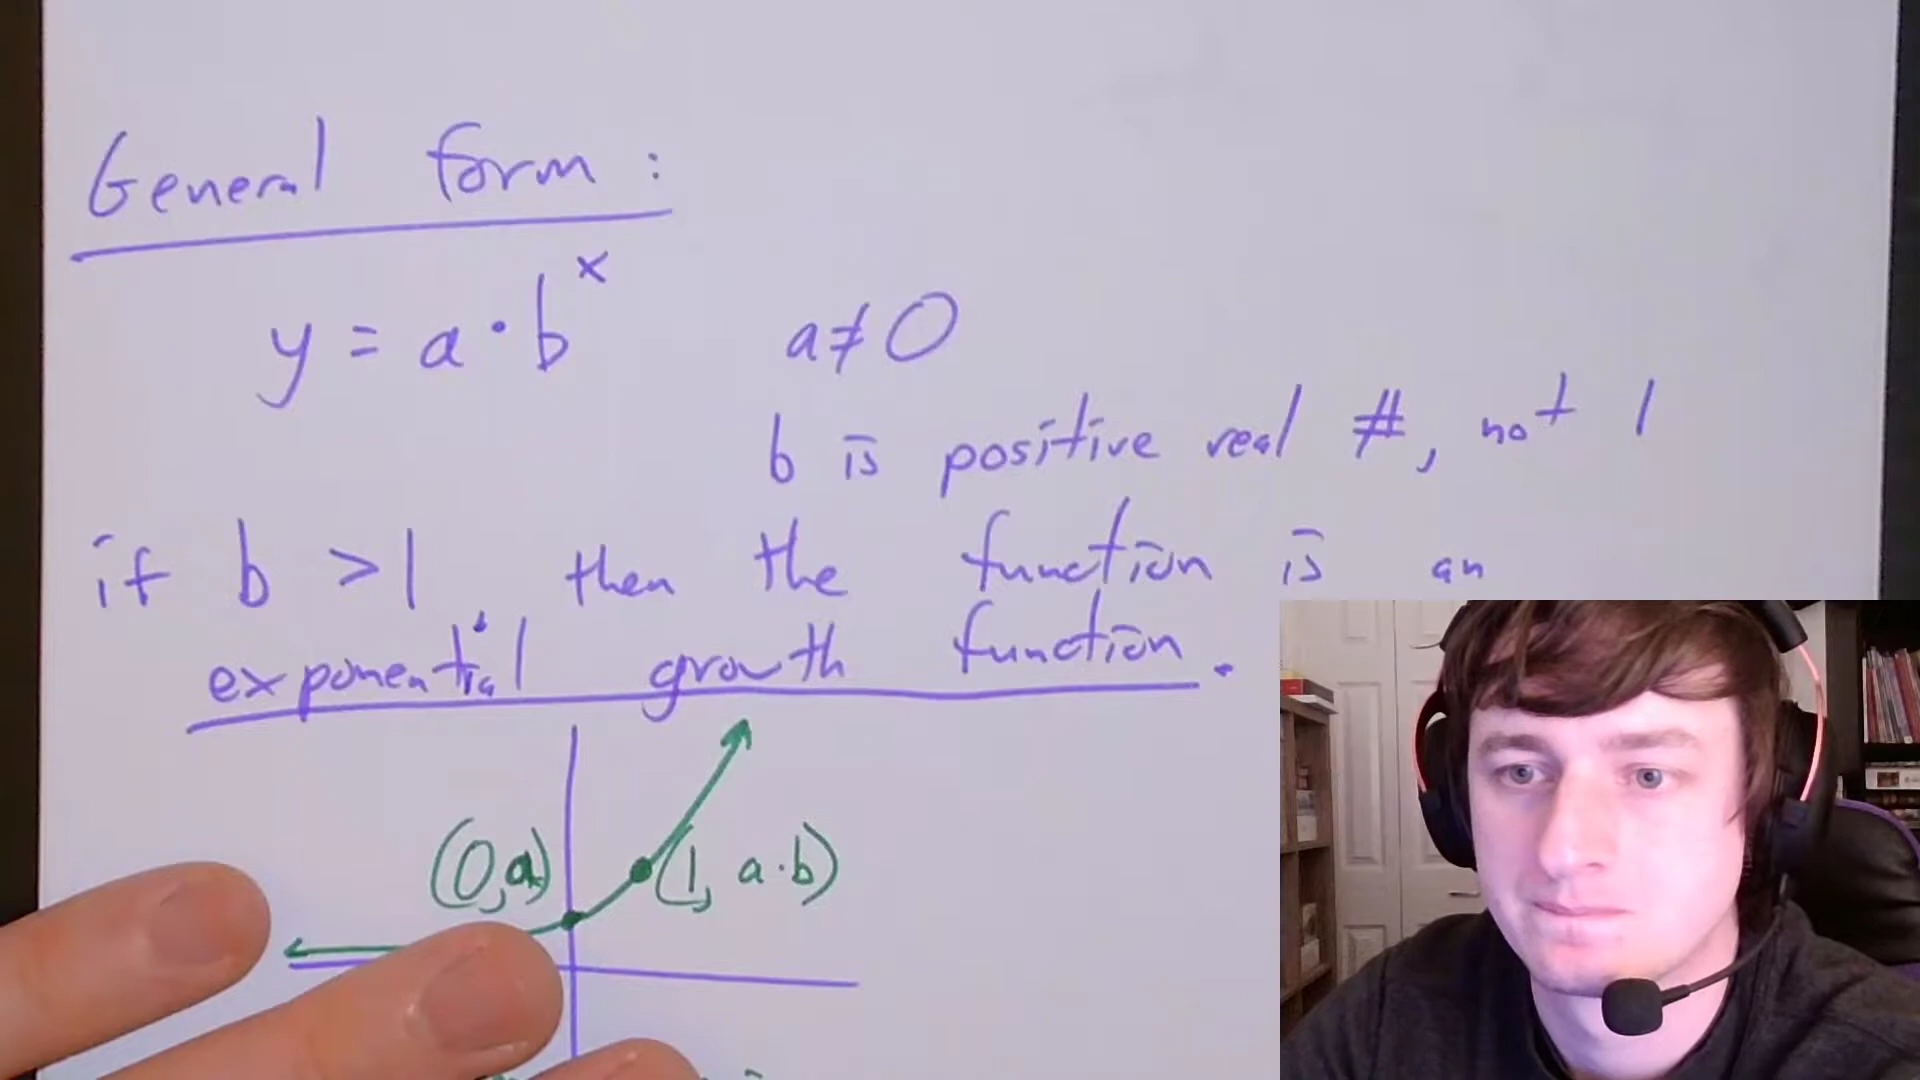 General form:
y = a · b^x
a ≠ 0
b is positive real #, not 1
if b > 1 then the function is an
exponential growth function.
(0, a)
(1, a·b)